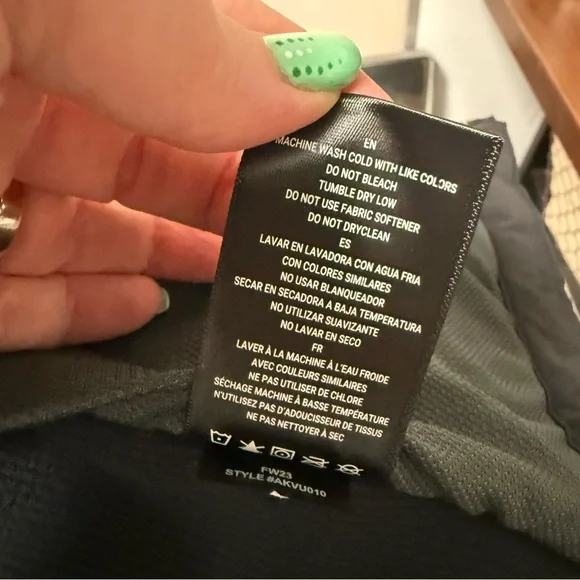 EN
MACHINE WASH COLD WITH LIKE COLORS
DO NOT BLEACH
TUMBLE DRY LOW
DO NOT USE FABRIC SOFTENER
DO NOT DRYCLEAN
ES
LAVAR EN LAVADORA CON AGUA FRIA
CON COLORES SIMILARES
NO USAR BLANQUEADOR
SECAR EN SECADORA A BAJA TEMPERATURA
NO UTILIZAR SUAVIZANTE
NO LAVAR EN SECO
FR
LAVER À LA MACHINE À L'EAU FROIDE
AVEC COULEURS SIMILAIRES
NE PAS UTILISER DE CHLORE
SÉCHAGE MACHINE À BASSE TEMPÉRATURE
N'UTILISEZ PAS D'ADOUCISSEUR DE TISSUS
NE PAS NETTOYER À SEC
FW23
STYLE #AKVU010